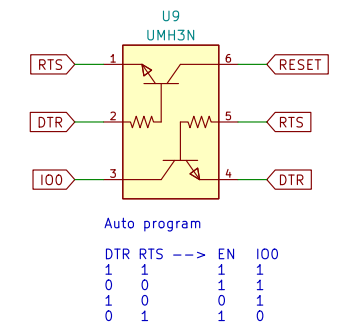 U9
UMH3N
RTS 1 6 RESET
DTR 2 5 RTS
IO0 3 4 DTR
Auto program
DTR RTS --> EN IO0
1 1 1 1
0 0 1 1
1 0 0 1
0 1 1 0